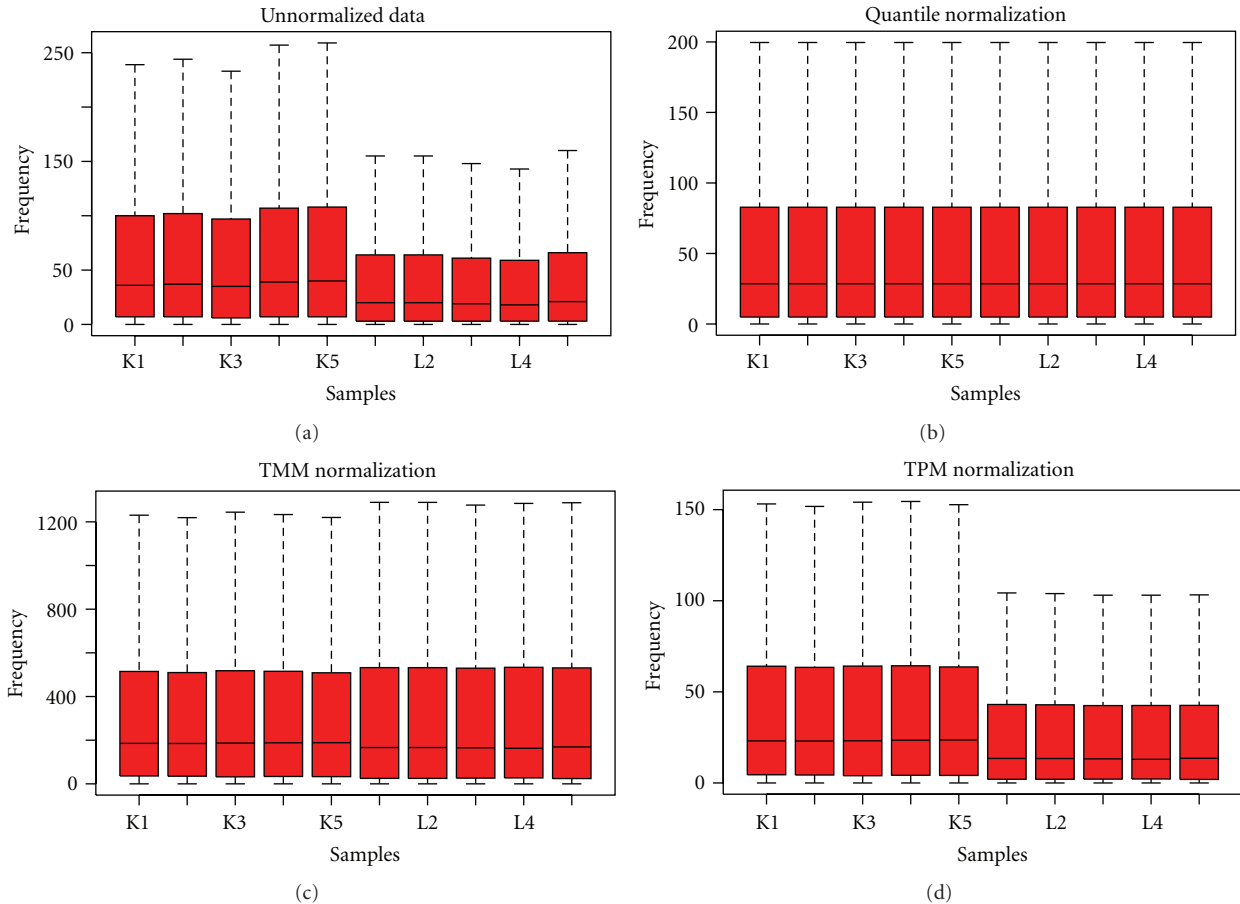 Unnormalized data
250
150
50
0
Frequency
K1 K3 K5 L2 L4
Samples
(a)
Quantile normalization
200
150
100
50
0
Frequency
K1 K3 K5 L2 L4
Samples
(b)
TMM normalization
1200
800
400
0
Frequency
K1 K3 K5 L2 L4
Samples
(c)
TPM normalization
150
100
50
0
Frequency
K1 K3 K5 L2 L4
Samples
(d)